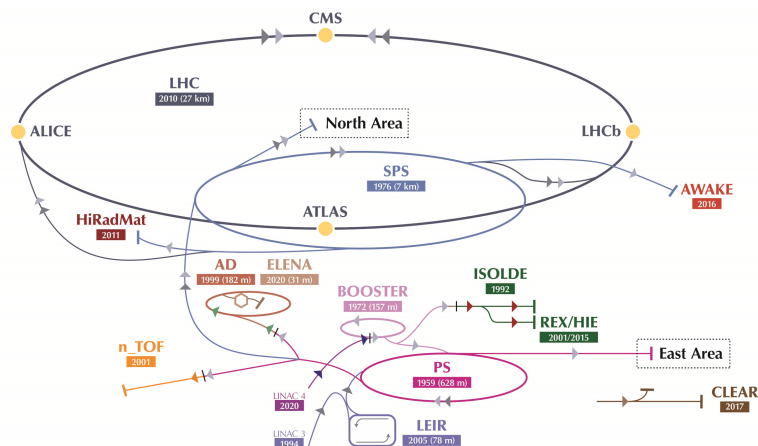 CMS
LHC
2010 (27 km)
North Area
ALICE
LHCb
SPS
1976 (7 km)
AWAKE
2016
ATLAS
HiRadMat
2011
AD
1999 (182 m)
ELENA
2020 (31 m)
ISOLDE
1992
BOOSTER
1972 (157 m)
REX/HIE
2001/2015
n_TOF
2001
East Area
PS
1959 (628 m)
LINAC 4
2020
CLEAR
2017
LEIR
2005 (78 m)
LINAC 3
1994